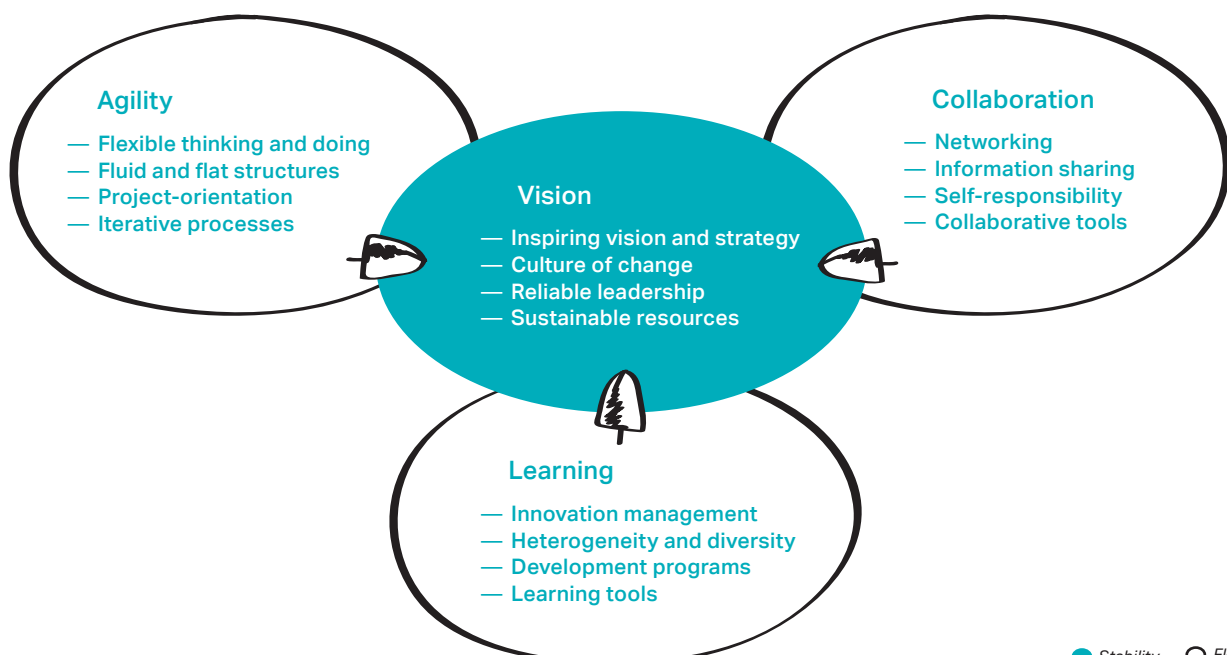 Agility
— Flexible thinking and doing
— Fluid and flat structures
— Project-orientation
— Iterative processes
Collaboration
— Networking
— Information sharing
— Self-responsibility
— Collaborative tools
Vision
— Inspiring vision and strategy
— Culture of change
— Reliable leadership
— Sustainable resources
Learning
— Innovation management
— Heterogeneity and diversity
— Development programs
— Learning tools
Stability